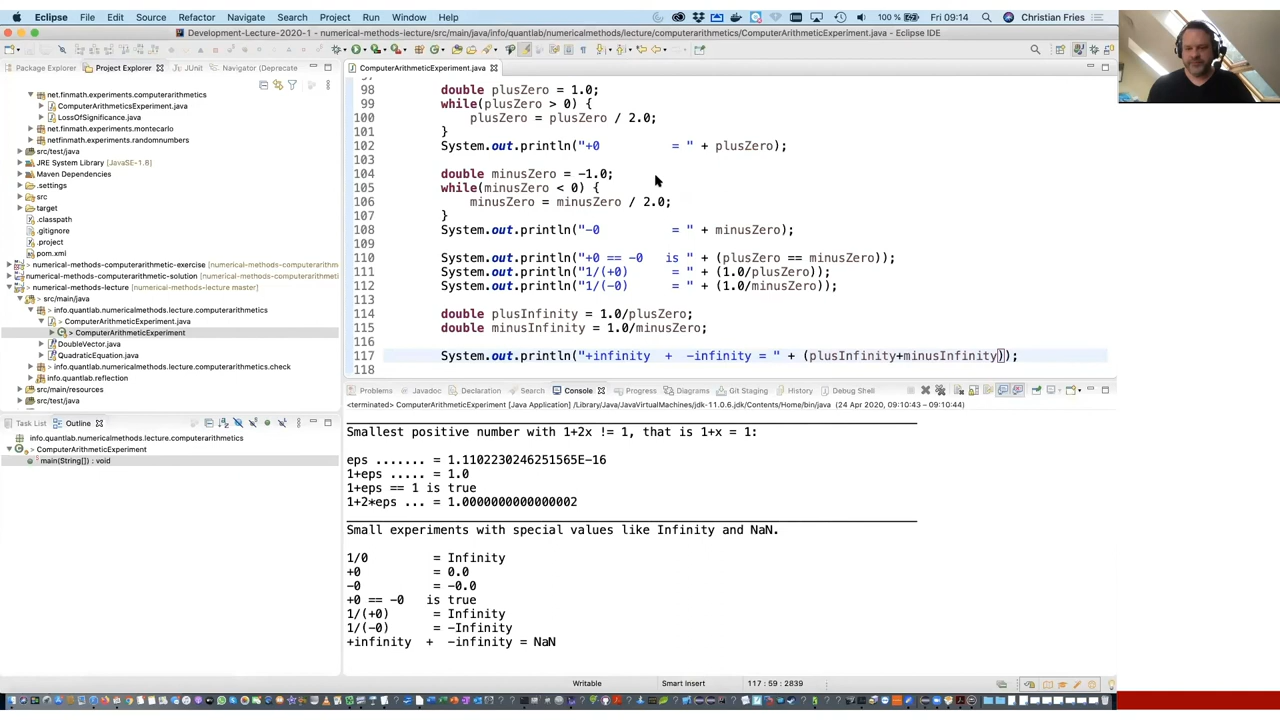 Eclipse File Edit Source Refactor Navigate Search Project Run Window Help 100 % Fri 09:14 Christian Fries
Development-Lecture-2020-1 - numerical-methods-lecture/src/main/java/info/quantlab/numericalmethods/lecture/computerarithmetics/ComputerArithmeticExperiment.java - Eclipse IDE
Package Explorer Project Explorer JUnit Navigator (Deprecate
net.finmath.experiments.computerarithmetics
ComputerArithmeticsExperiment.java
LossOfSignificance.java
net.finmath.experiments.montecarlo
netfinmath.experiments.randomnumbers
src/test/java
JRE System Library [JavaSE-1.8]
Maven Dependencies
.settings
src
target
.classpath
.gitignore
.project
pom.xml
numerical-methods-computerarithmetic-exercise [numerical-methods-computerarithmetics
numerical-methods-computerarithmetic-solution [numerical-methods-computerarithmetics
numerical-methods-lecture [numerical-methods-lecture master]
> src/main/java
> info.quantlab.numericalmethods.lecture.computerarithmetics
> ComputerArithmeticExperiment.java
> ComputerArithmeticExperiment
DoubleVector.java
QuadraticEquation.java
info.quantlab.numericalmethods.lecture.computerarithmetics.check
info.quantlab.reflection
src/main/resources
src/test/java
Task List Outline
info.quantlab.numericalmethods.lecture.computerarithmetics
ComputerArithmeticExperiment
main(String[]) : void
ComputerArithmeticExperiment.java
97
98 double plusZero = 1.0;
99 while(plusZero > 0) {
100 plusZero = plusZero / 2.0;
101 }
102 System.out.println("+0 = " + plusZero);
103
104 double minusZero = -1.0;
105 while(minusZero < 0) {
106 minusZero = minusZero / 2.0;
107 }
108 System.out.println("-0 = " + minusZero);
109
110 System.out.println("+0 == -0 is " + (plusZero == minusZero));
111 System.out.println("1/(+0) = " + (1.0/plusZero));
112 System.out.println("1/(-0) = " + (1.0/minusZero));
113
114 double plusInfinity = 1.0/plusZero;
115 double minusInfinity = 1.0/minusZero;
116
117 System.out.println("+infinity + -infinity = " + (plusInfinity+minusInfinity));
118
Problems Javadoc Declaration Search Console Progress Diagrams Git Staging History Debug Shell
<terminated> ComputerArithmeticExperiment [Java Application] /Library/Java/JavaVirtualMachines/jdk-11.0.6.jdk/Contents/Home/bin/java (24 Apr 2020, 09:10:43 – 09:10:44)
Smallest positive number with 1+2x != 1, that is 1+x = 1:
eps ....... = 1.1102230246251565E-16
1+eps ..... = 1.0
1+eps == 1 is true
1+2*eps ... = 1.0000000000000002
Small experiments with special values like Infinity and NaN.
1/0 = Infinity
+0 = 0.0
-0 = -0.0
+0 == -0 is true
1/(+0) = Infinity
1/(-0) = -Infinity
+infinity + -infinity = NaN
Writable Smart Insert 117 : 59 : 2839